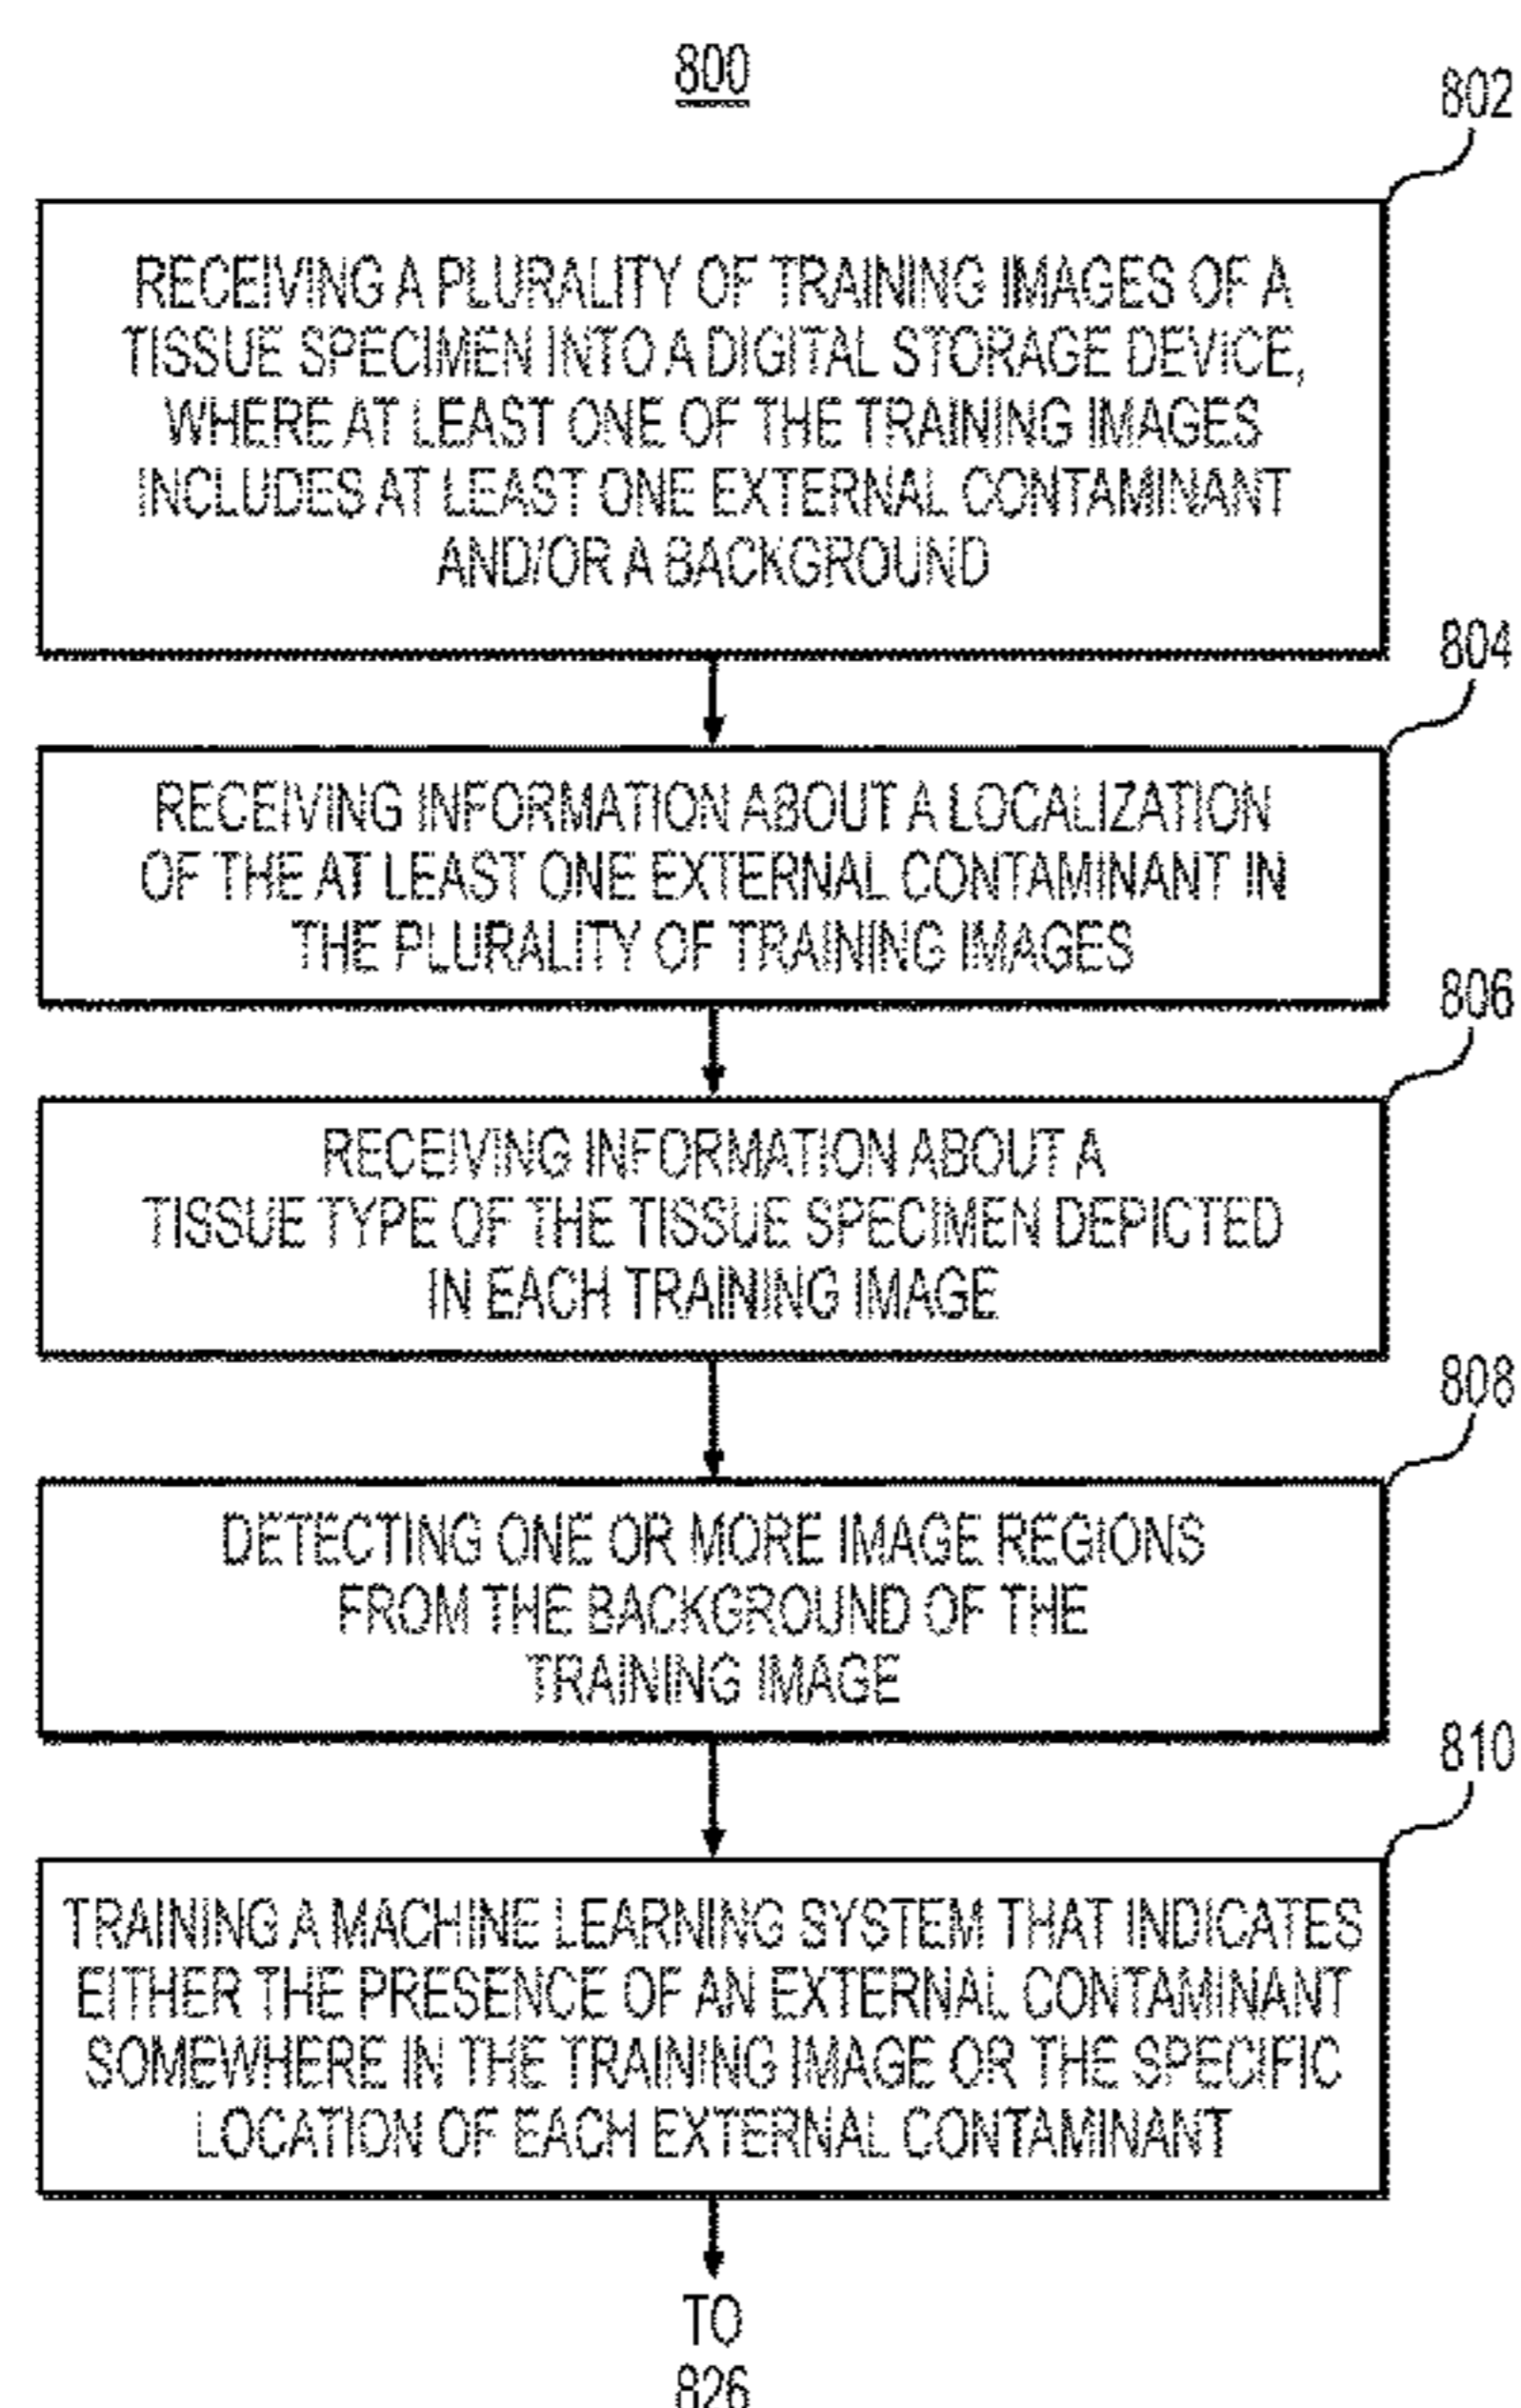 800
802
RECEIVING A PLURALITY OF TRAINING IMAGES OF A
TISSUE SPECIMEN INTO A DIGITAL STORAGE DEVICE,
WHERE AT LEAST ONE OF THE TRAINING IMAGES
INCLUDES AT LEAST ONE EXTERNAL CONTAMINANT
AND/OR A BACKGROUND
804
RECEIVING INFORMATION ABOUT A LOCALIZATION
OF THE AT LEAST ONE EXTERNAL CONTAMINANT IN
THE PLURALITY OF TRAINING IMAGES
806
RECEIVING INFORMATION ABOUT A
TISSUE TYPE OF THE TISSUE SPECIMEN DEPICTED
IN EACH TRAINING IMAGE
808
DETECTING ONE OR MORE IMAGE REGIONS
FROM THE BACKGROUND OF THE
TRAINING IMAGE
810
TRAINING A MACHINE LEARNING SYSTEM THAT INDICATES
EITHER THE PRESENCE OF AN EXTERNAL CONTAMINANT
SOMEWHERE IN THE TRAINING IMAGE OR THE SPECIFIC
LOCATION OF EACH EXTERNAL CONTAMINANT
TO
826